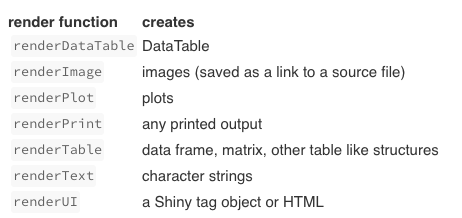 render function creates
renderDataTable DataTable
renderImage images (saved as a link to a source file)
renderPlot plots
renderPrint any printed output
renderTable data frame, matrix, other table like structures
renderText character strings
renderUI a Shiny tag object or HTML